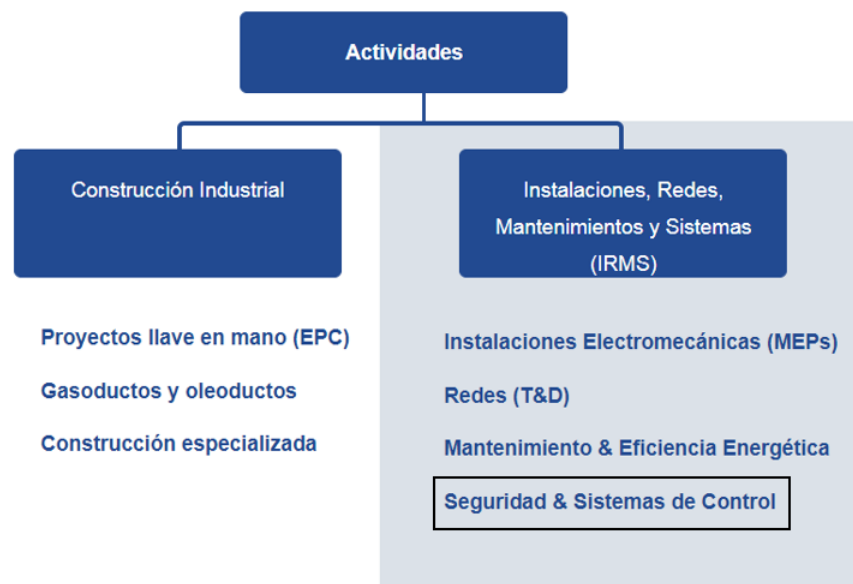 Actividades
Construcción Industrial
Instalaciones, Redes,
Mantenimientos y Sistemas
(IRMS)
Proyectos llave en mano (EPC)
Gasoductos y oleoductos
Construcción especializada
Instalaciones Electromecánicas (MEPs)
Redes (T&D)
Mantenimiento & Eficiencia Energética
Seguridad & Sistemas de Control